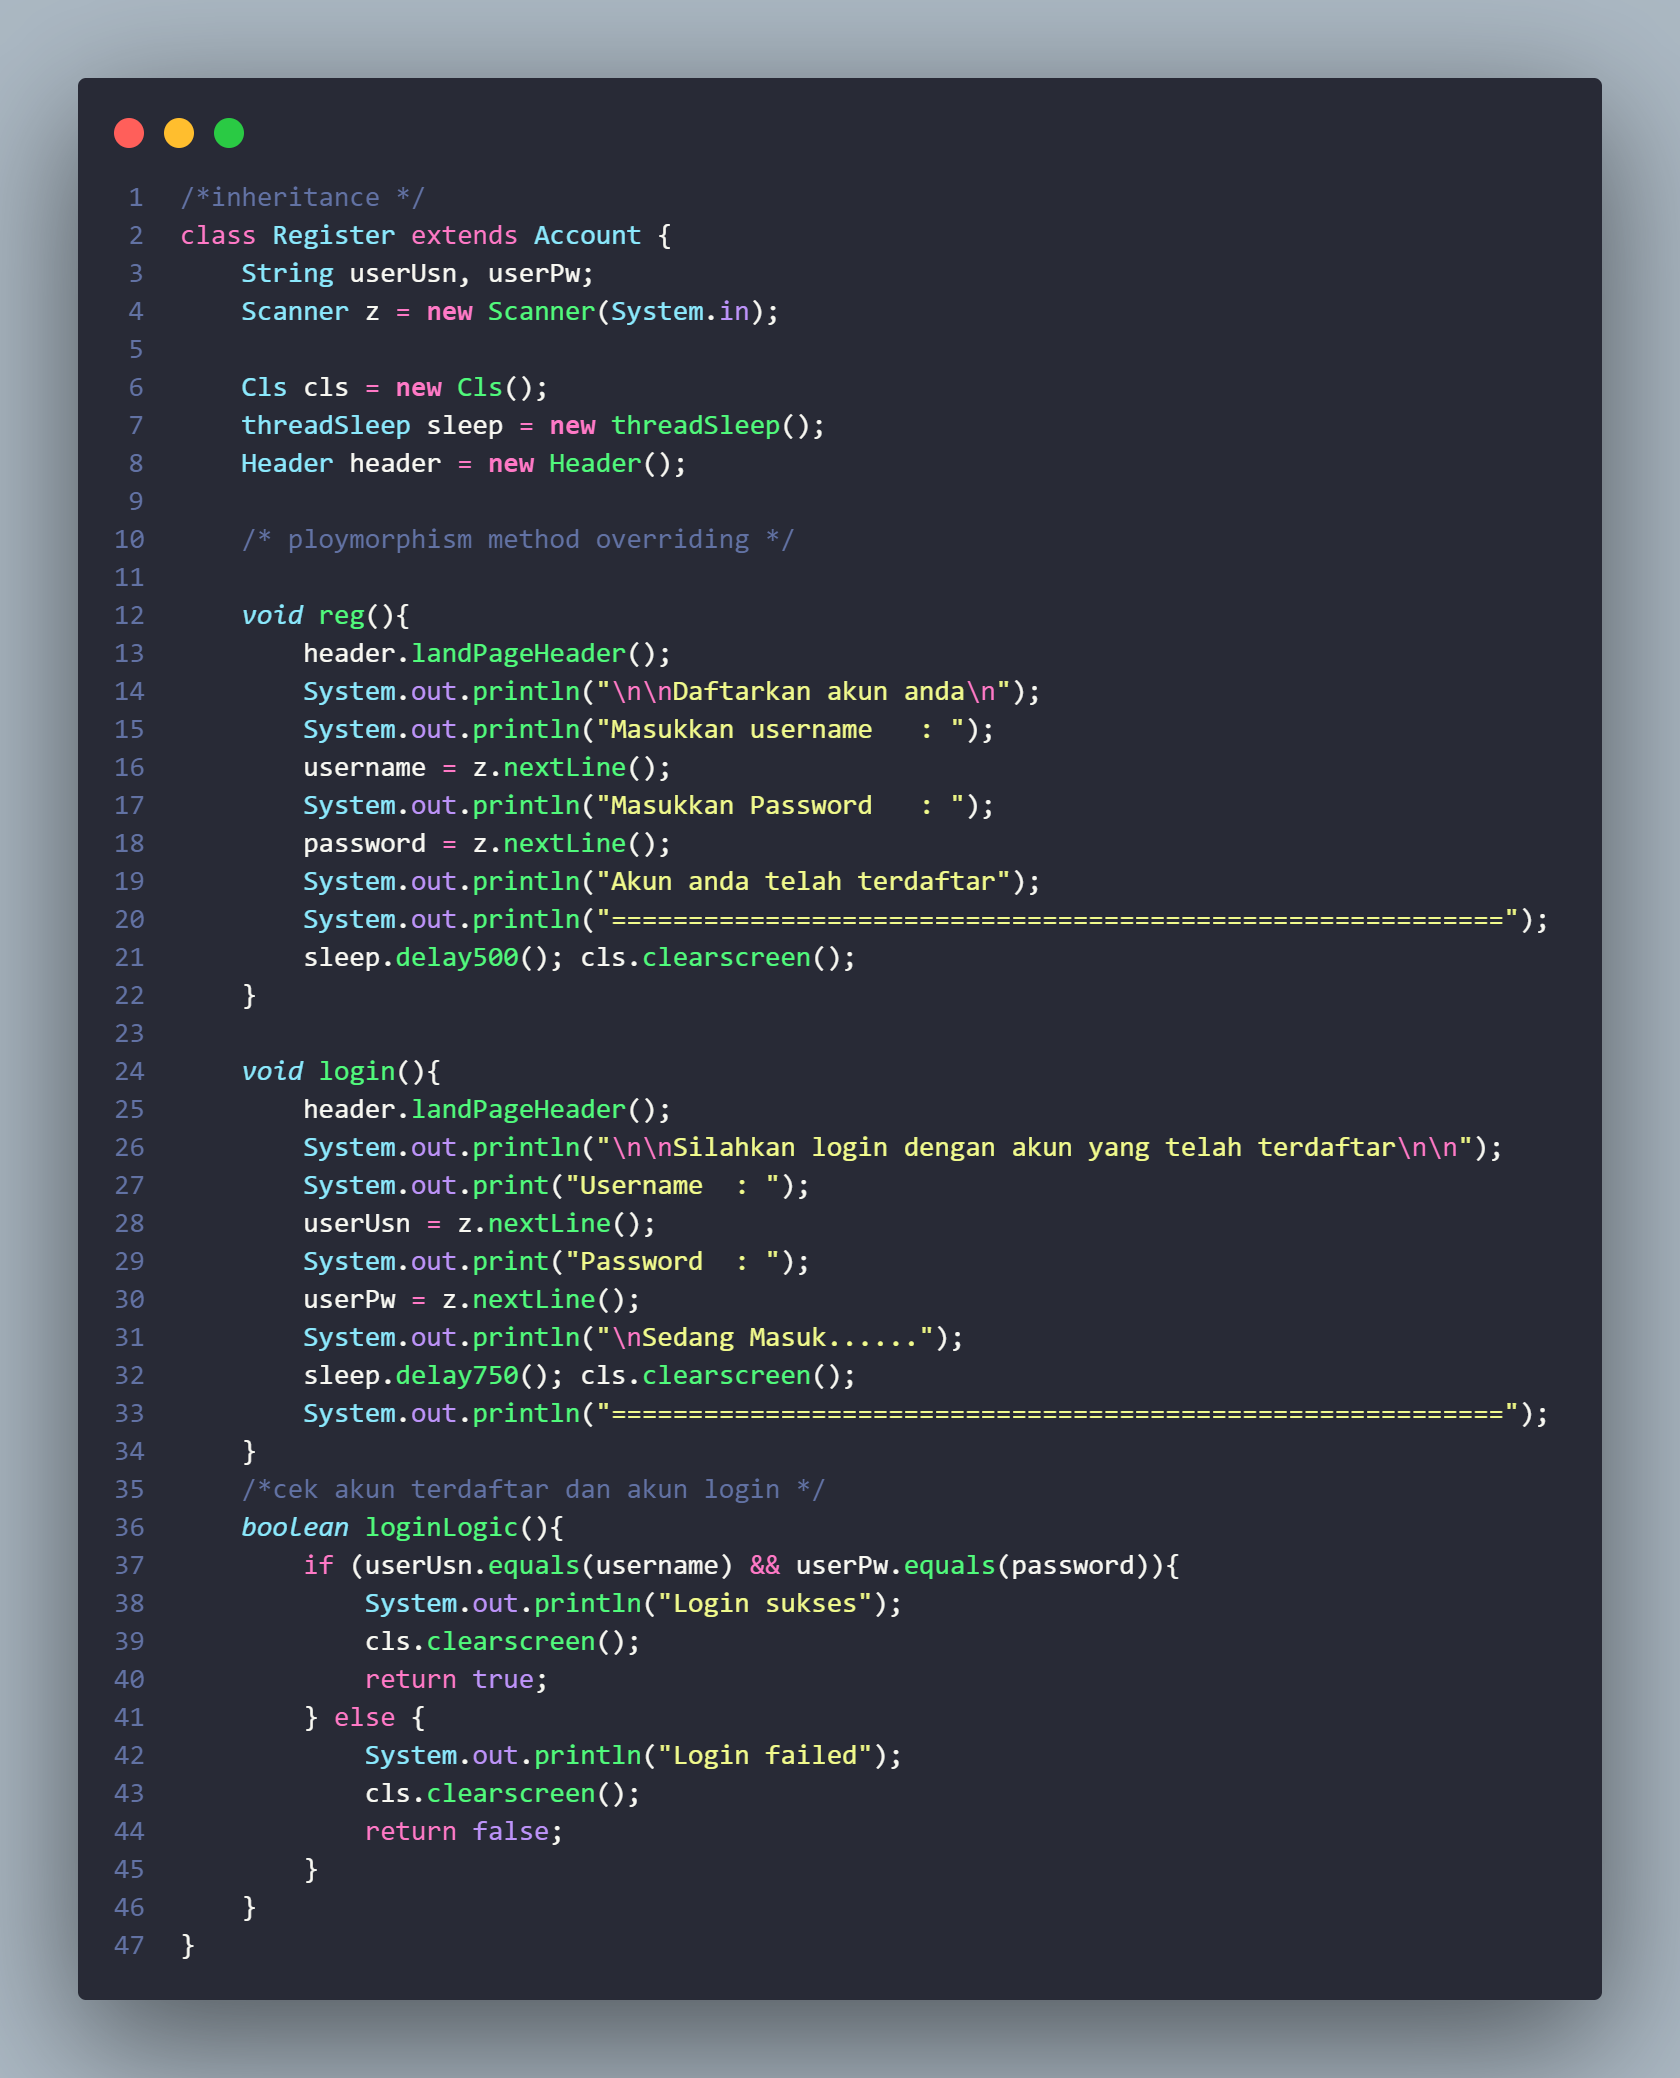 1 /*inheritance */
2 class Register extends Account {
3     String userUsn, userPw;
4     Scanner z = new Scanner(System.in);
5
6     Cls cls = new Cls();
7     threadSleep sleep = new threadSleep();
8     Header header = new Header();
9
10     /* ploymorphism method overriding */
11
12     void reg(){
13         header.landPageHeader();
14         System.out.println("\n\nDaftarkan akun anda\n");
15         System.out.println("Masukkan username   : ");
16         username = z.nextLine();
17         System.out.println("Masukkan Password   : ");
18         password = z.nextLine();
19         System.out.println("Akun anda telah terdaftar");
20         System.out.println("==========================================================");
21         sleep.delay500(); cls.clearscreen();
22     }
23
24     void login(){
25         header.landPageHeader();
26         System.out.println("\n\nSilahkan login dengan akun yang telah terdaftar\n\n");
27         System.out.print("Username  : ");
28         userUsn = z.nextLine();
29         System.out.print("Password  : ");
30         userPw = z.nextLine();
31         System.out.println("\nSedang Masuk......");
32         sleep.delay750(); cls.clearscreen();
33         System.out.println("==========================================================");
34     }
35     /*cek akun terdaftar dan akun login */
36     boolean loginLogic(){
37         if (userUsn.equals(username) && userPw.equals(password)){
38             System.out.println("Login sukses");
39             cls.clearscreen();
40             return true;
41         } else {
42             System.out.println("Login failed");
43             cls.clearscreen();
44             return false;
45         }
46     }
47 }